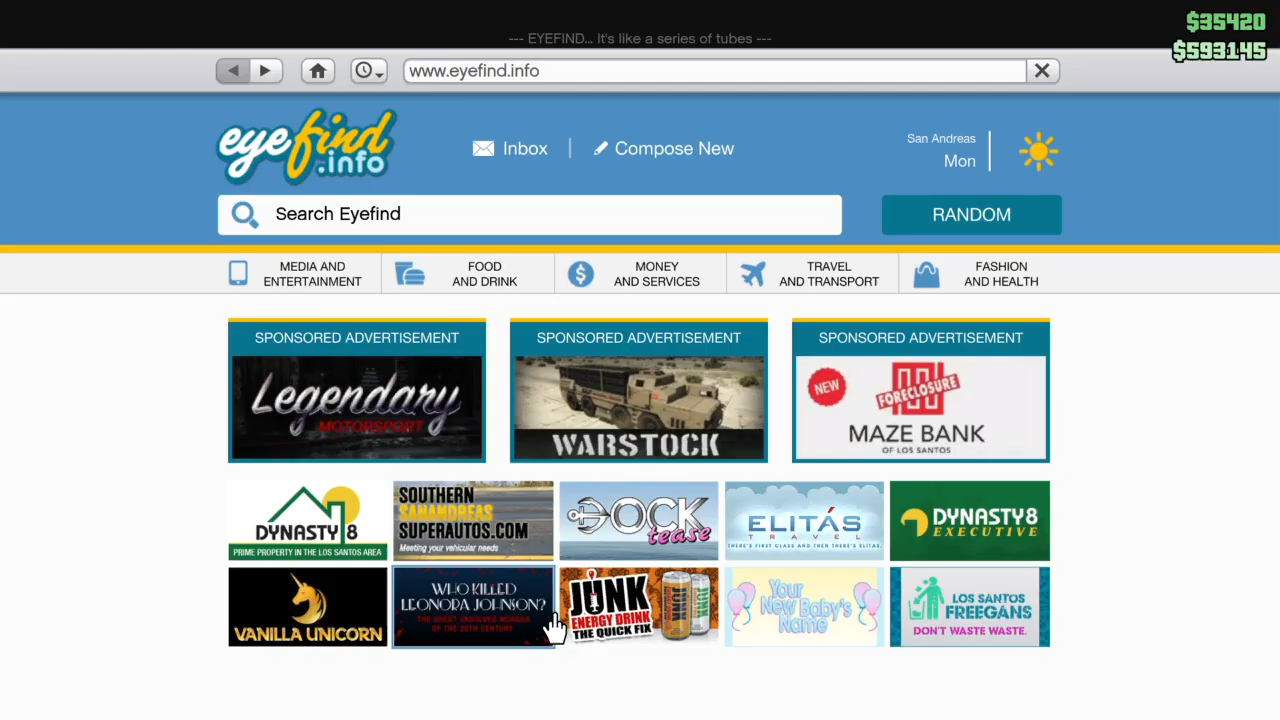 $35420
--- EYEFIND... It's like a series of tubes ---
$593145
www.eyefind.info
eyefind
.info
Inbox
Compose New
San Andreas
Mon
Search Eyefind
RANDOM
MEDIA AND
ENTERTAINMENT
FOOD
AND DRINK
MONEY
AND SERVICES
TRAVEL
AND TRANSPORT
FASHION
AND HEALTH
SPONSORED ADVERTISEMENT
Legendary
MOTORSPORT
SPONSORED ADVERTISEMENT
WARSTOCK
SPONSORED ADVERTISEMENT
NEW
FORECLOSURE
MAZE BANK
OF LOS SANTOS
DYNASTY 8
PRIME PROPERTY IN THE LOS SANTOS AREA
SOUTHERN
SANANDREAS
SUPERAUTOS.COM
Meeting your vehicular needs
DOCK
tease
ELITÁS
TRAVEL
THERE'S FIRST CLASS AND THEN THERE'S ELITAS.
DYNASTY 8
EXECUTIVE
VANILLA UNICORN
WHO KILLED
LEONORA JOHNSON?
THE GREAT UNSOLVED MURDER
OF THE 20TH CENTURY
JUNK
ENERGY DRINK
THE QUICK FIX
Your
New Baby's
Name
LOS SANTOS
FREEGANS
DON'T WASTE WASTE.